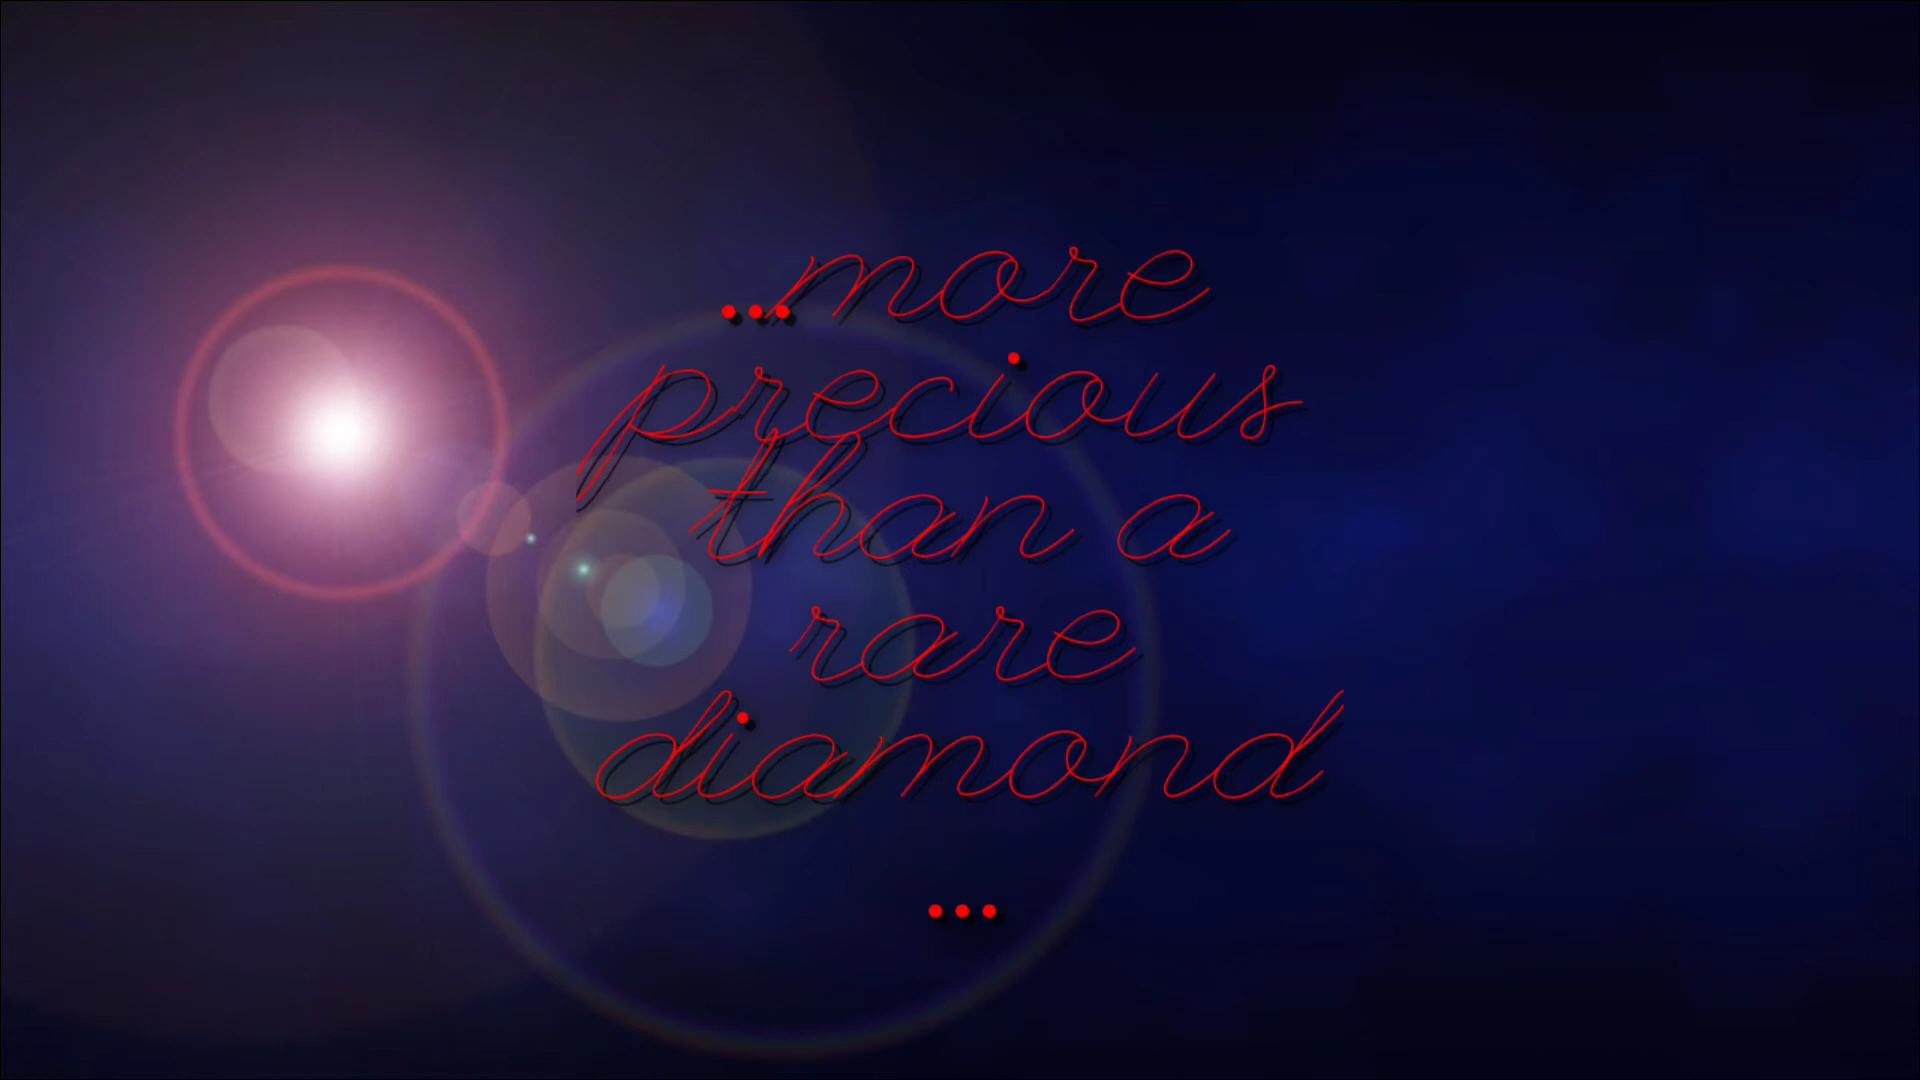 ...more
precious
than a
rare
diamond
...